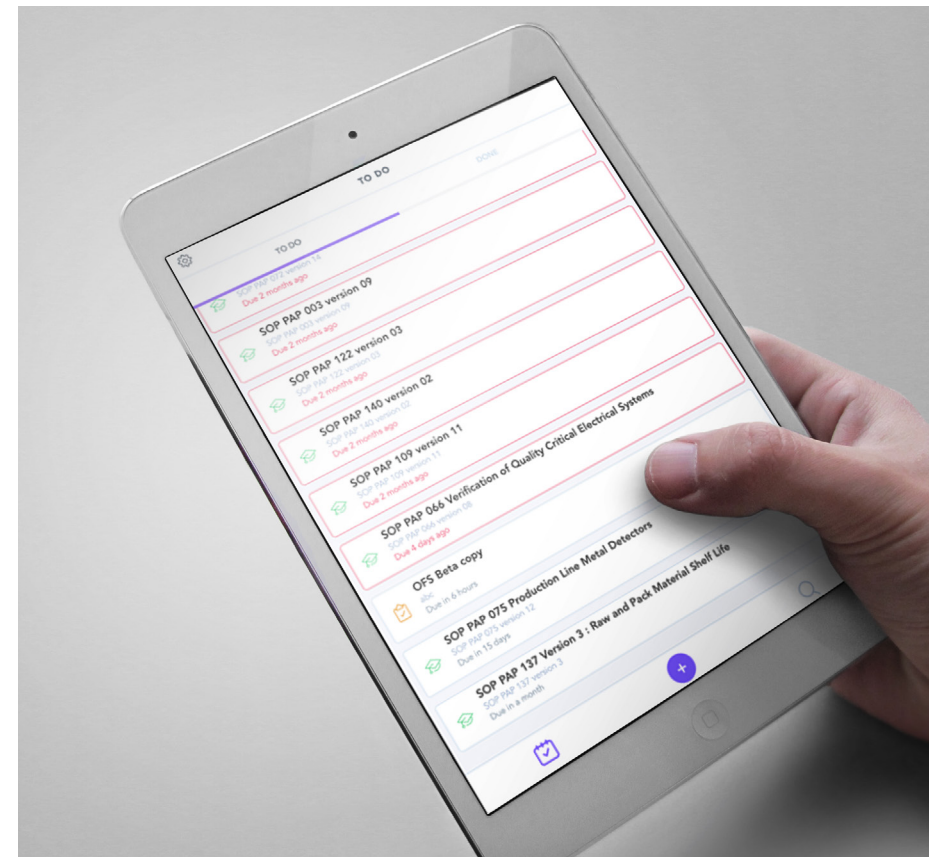 TO DO
TO DO
DONE
SOP PAP 072 version 14
Due 2 months ago
SOP PAP 003 version 09
SOP PAP 003 version 09
Due 2 months ago
SOP PAP 122 version 03
SOP PAP 122 version 03
Due 2 months ago
SOP PAP 140 version 02
SOP PAP 140 version 02
Due 2 months ago
SOP PAP 109 version 11
SOP PAP 109 version 11
Due 2 months ago
SOP PAP 066 Verification of Quality Critical Electrical Systems
SOP PAP 066 version 08
Due 4 days ago
OFS Beta copy
abc
Due in 6 hours
SOP PAP 075 Production Line Metal Detectors
SOP PAP 075 version 12
Due in 15 days
SOP PAP 137 Version 3 : Raw and Pack Material Shelf Life
SOP PAP 137 version 3
Due in a month